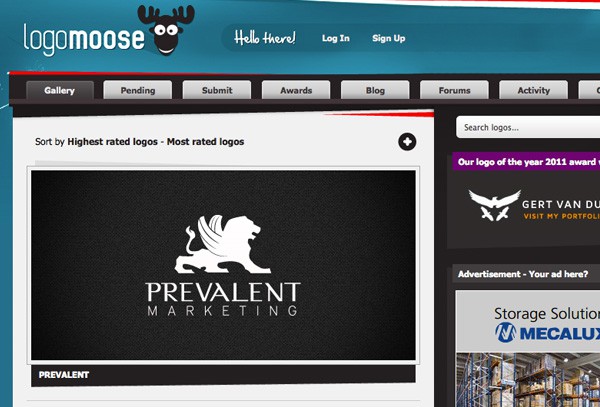 logomoose
Hello there! Log In Sign Up
Gallery Pending Submit Awards Blog Forums Activity
Sort by Highest rated logos - Most rated logos
Search logos...
Our logo of the year 2011 award
GERT VAN DU
VISIT MY PORTFOL
PREVALENT
MARKETING
PREVALENT
Advertisement - Your ad here?
Storage Solution
MECALUX